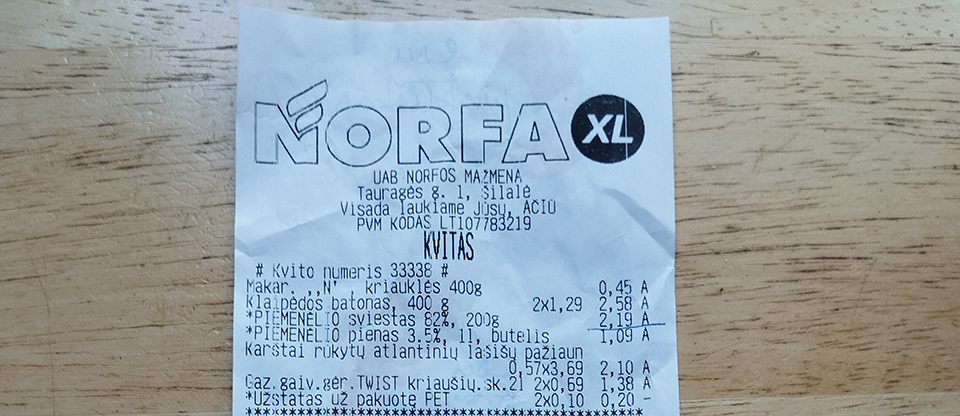 NORFA XL
UAB NORFOS MAŽMENA
Tauragės g. 1, Šilalė
Visada laukiame Jūsų, AČIŪ
PVM KODAS LT107783219
KVITAS
# Kvito numeris 33338 #
Makar. ,,N' , kriauklės 400g 0,45 A
Klaipėdos batonas, 400 g 2x1,29 2,58 A
*PIEMENĖLIO sviestas 82%, 200g 2,19 A
*PIEMENĖLIO pienas 3.5%, 1l, butelis 1,09 A
Karštai rūkytų atlantinių lašišų pažiaun
0,57x3,69 2,10 A
Gaz.gaiv.gėr.TWIST kriaušių.sk.2l 2x0,69 1,38 A
*Užstatas už pakuotę PET 2x0,10 0,20 -